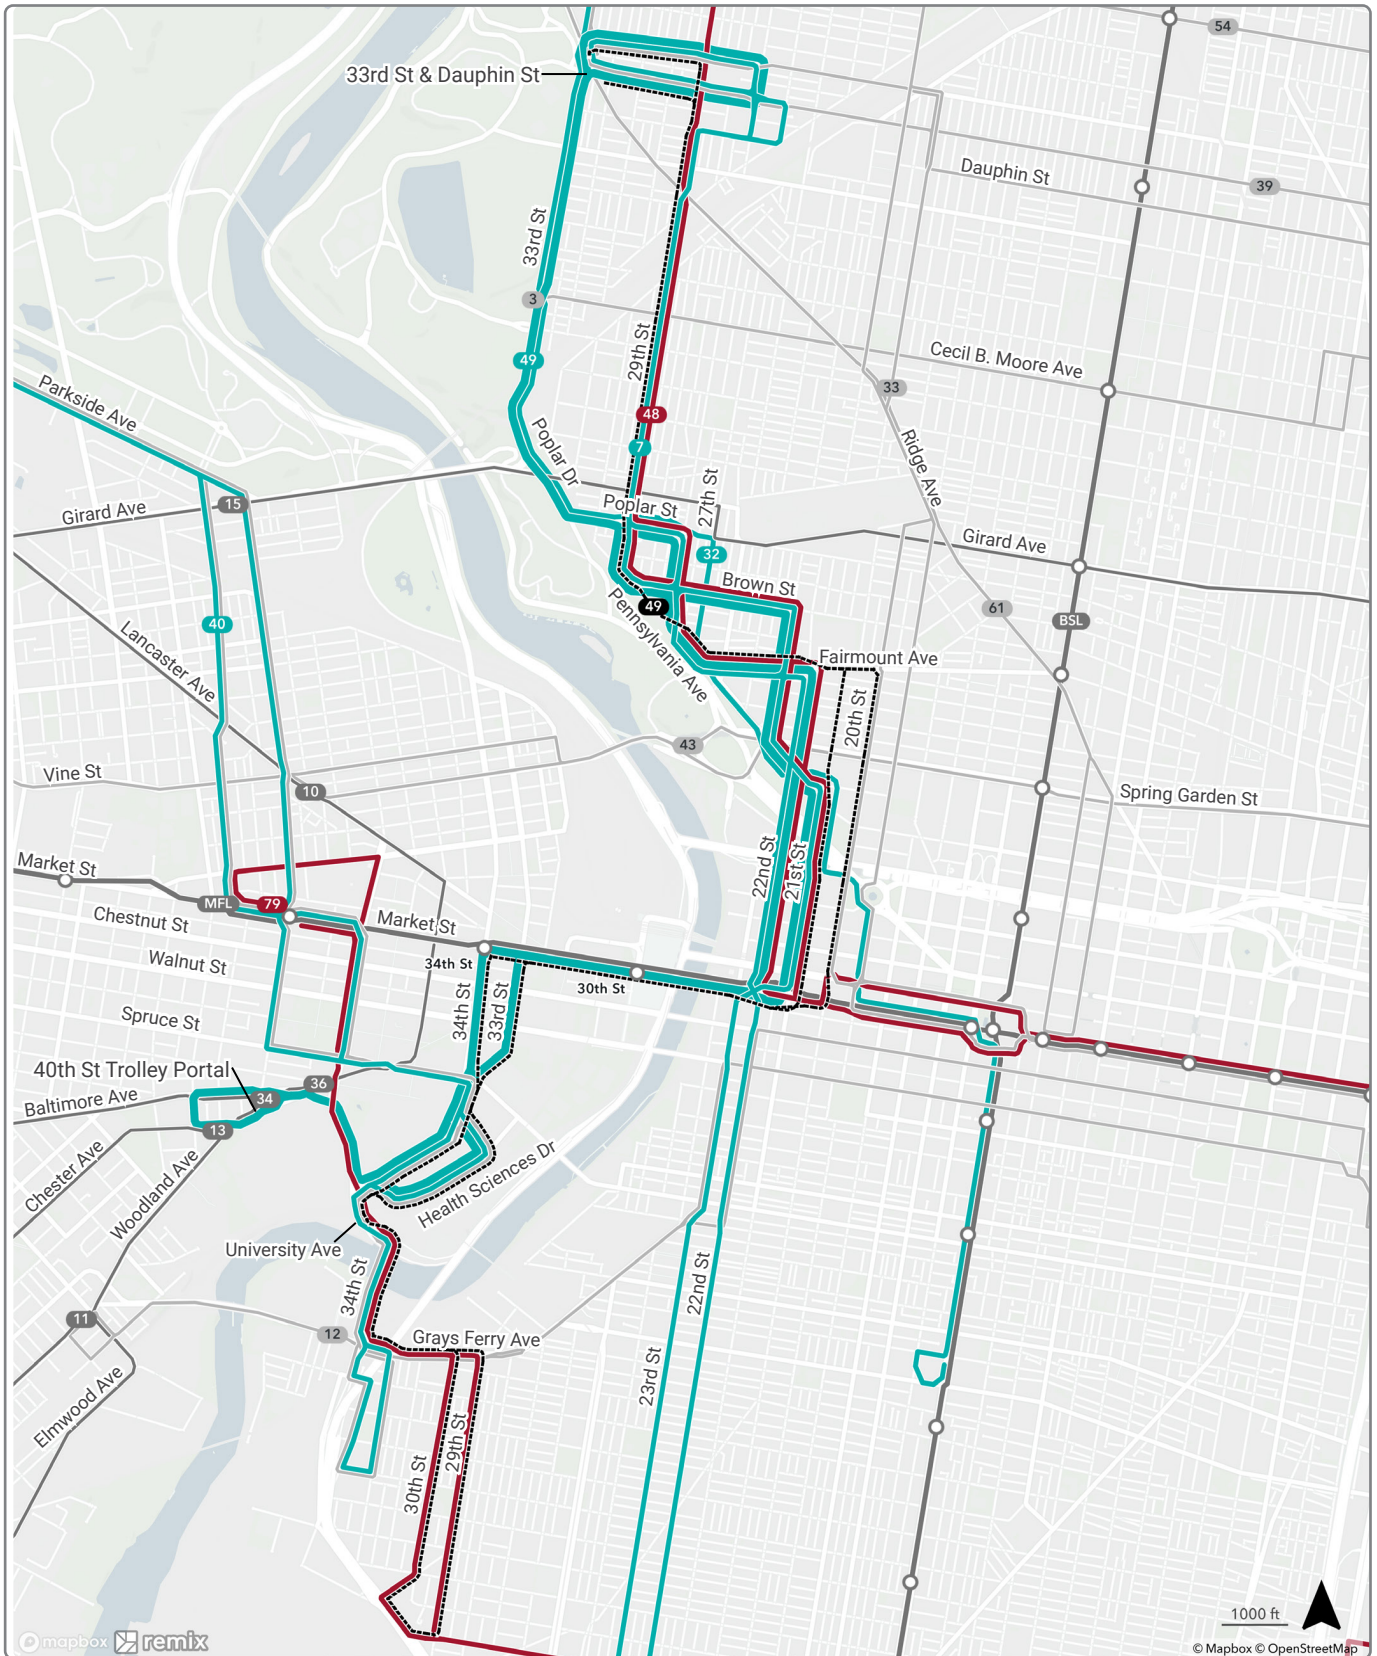 54
33rd St & Dauphin St
Dauphin St
39
33rd St
3
29th St
Cecil B. Moore Ave
49
33
Parkside Ave
48
Poplar Dr
7
Ridge Ave
27th St
15
Girard Ave
Poplar St
Girard Ave
32
Brown St
49
61
BSL
40
Pennsylvania Ave
Lancaster Ave
Fairmount Ave
20th St
43
Vine St
10
Spring Garden St
22nd St
21st St
Market St
MFL
79
Chestnut St
Market St
Walnut St
34th St
30th St
34th St
33rd St
Spruce St
40th St Trolley Portal
36
Baltimore Ave
34
13
Chester Ave
Woodland Ave
Health Sciences Dr
University Ave
34th St
22nd St
11
12
Grays Ferry Ave
23rd St
Elmwood Ave
29th St
30th St
1000 ft
mapbox remix
© Mapbox © OpenStreetMap